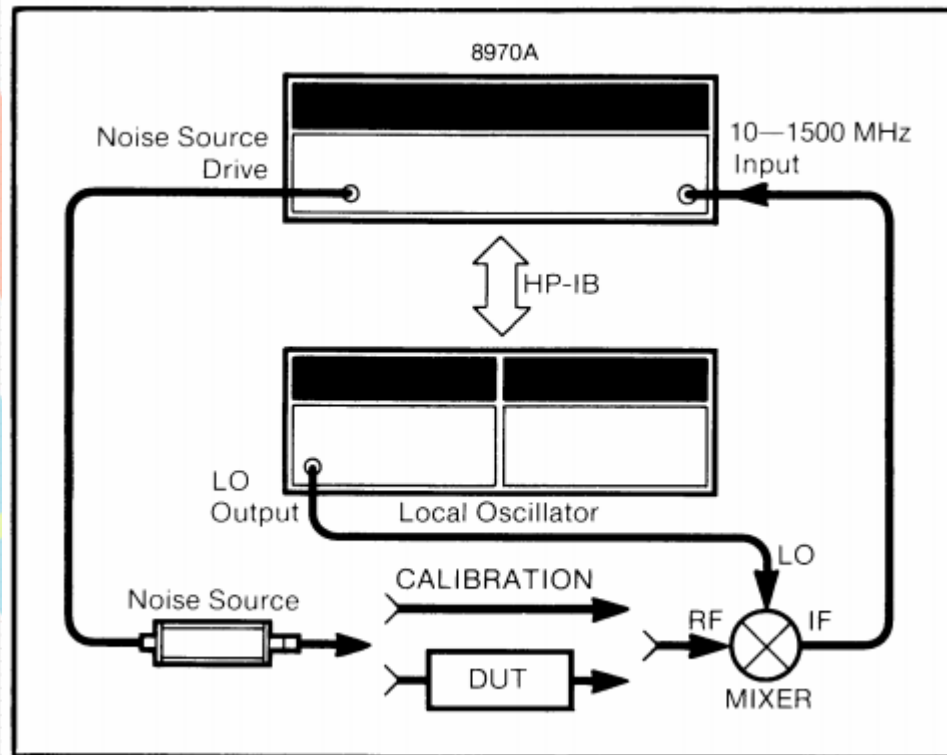 8970A
Noise Source
Drive
10—1500 MHz
Input
HP-IB
LO
Output
Local Oscillator
LO
CALIBRATION
Noise Source
RF
IF
DUT
MIXER